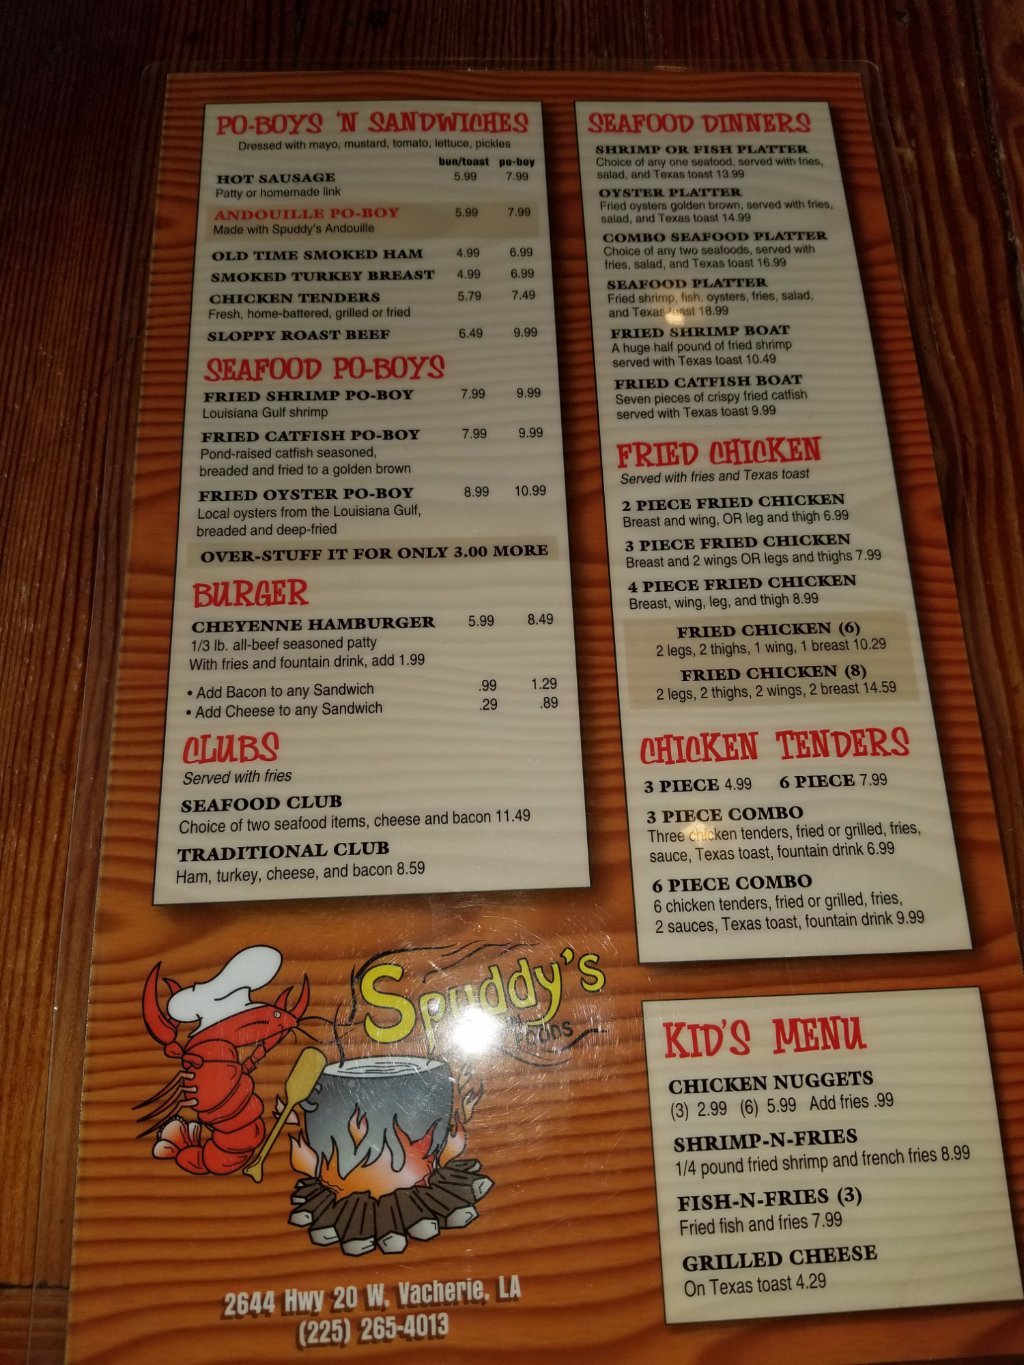 PO-BOYS 'N SANDWICHES
Dressed with mayo, mustard, tomato, lettuce, pickles
bun/toast po-boy
HOT SAUSAGE 5.99 7.99
Patty or homemade link
ANDOUILLE PO-BOY 5.99 7.99
Made with Spuddy's Andouille
OLD TIME SMOKED HAM 4.99 6.99
SMOKED TURKEY BREAST 4.99 6.99
CHICKEN TENDERS 5.79 7.49
Fresh, home-battered, grilled or fried
SLOPPY ROAST BEEF 6.49 9.99
SEAFOOD PO-BOYS
FRIED SHRIMP PO-BOY 7.99 9.99
Louisiana Gulf shrimp
FRIED CATFISH PO-BOY 7.99 9.99
Pond-raised catfish seasoned,
breaded and fried to a golden brown
FRIED OYSTER PO-BOY 8.99 10.99
Local oysters from the Louisiana Gulf,
breaded and deep-fried
OVER-STUFF IT FOR ONLY 3.00 MORE
BURGER
CHEYENNE HAMBURGER 5.99 8.49
1/3 lb. all-beef seasoned patty
With fries and fountain drink, add 1.99
• Add Bacon to any Sandwich .99 1.29
• Add Cheese to any Sandwich .29 .89
CLUBS
Served with fries
SEAFOOD CLUB
Choice of two seafood items, cheese and bacon 11.49
TRADITIONAL CLUB
Ham, turkey, cheese, and bacon 8.59
SEAFOOD DINNERS
SHRIMP OR FISH PLATTER
Choice of any one seafood, served with fries,
salad, and Texas toast 13.99
OYSTER PLATTER
Fried oysters golden brown, served with fries,
salad, and Texas toast 14.99
COMBO SEAFOOD PLATTER
Choice of any two seafoods, served with
fries, salad, and Texas toast 16.99
SEAFOOD PLATTER
Fried shrimp, fish, oysters, fries, salad,
and Texas toast 18.99
FRIED SHRIMP BOAT
A huge half pound of fried shrimp
served with Texas toast 10.49
FRIED CATFISH BOAT
Seven pieces of crispy fried catfish
served with Texas toast 9.99
FRIED CHICKEN
Served with fries and Texas toast
2 PIECE FRIED CHICKEN
Breast and wing, OR leg and thigh 6.99
3 PIECE FRIED CHICKEN
Breast and 2 wings OR legs and thighs 7.99
4 PIECE FRIED CHICKEN
Breast, wing, leg, and thigh 8.99
FRIED CHICKEN (6)
2 legs, 2 thighs, 1 wing, 1 breast 10.29
FRIED CHICKEN (8)
2 legs, 2 thighs, 2 wings, 2 breast 14.59
CHICKEN TENDERS
3 PIECE 4.99 6 PIECE 7.99
3 PIECE COMBO
Three chicken tenders, fried or grilled, fries,
sauce, Texas toast, fountain drink 6.99
6 PIECE COMBO
6 chicken tenders, fried or grilled, fries,
2 sauces, Texas toast, fountain drink 9.99
Spuddy's
Foods
2644 Hwy 20 W, Vacherie, LA
(225) 265-4013
KID'S MENU
CHICKEN NUGGETS
(3) 2.99 (6) 5.99 Add fries .99
SHRIMP-N-FRIES
1/4 pound fried shrimp and french fries 8.99
FISH-N-FRIES (3)
Fried fish and fries 7.99
GRILLED CHEESE
On Texas toast 4.29